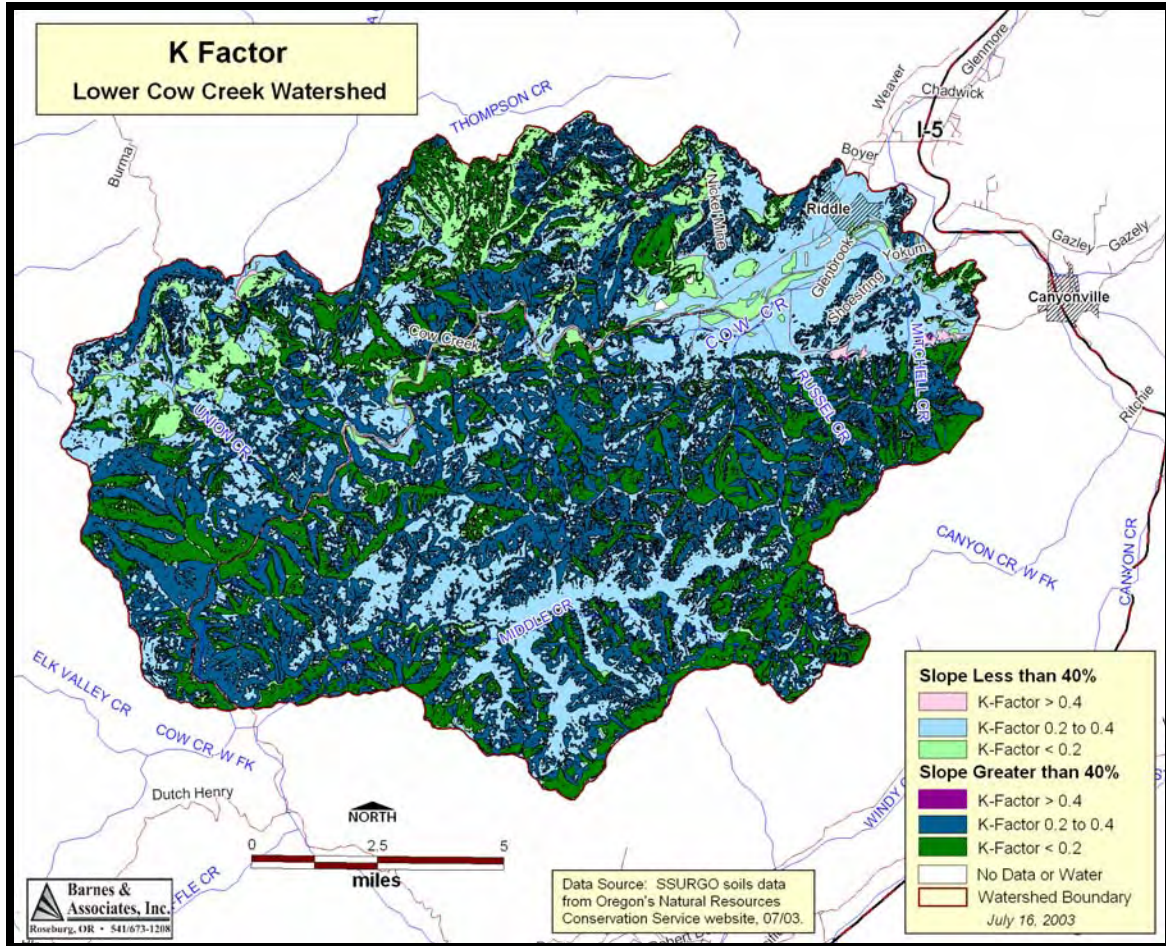 K Factor
Lower Cow Creek Watershed
THOMPSON CR
Burma
Weaver
Glenmore
Chadwick
I-5
Boyer
Nickel Mine
Riddle
Gazley
Gazely
Glenbrook
Yokum
Shoestring
Canyonville
COW CR
Cow Creek
MITCHELL CR
RUSSEL CR
UNION CR
Ritchie
CANYON CR W FK
CANYON CR
MIDDLE CR
ELK VALLEY CR
COW CR W FK
Dutch Henry
WINDY
NORTH
0 2.5 5
miles
Slope Less than 40%
K-Factor > 0.4
K-Factor 0.2 to 0.4
K-Factor < 0.2
Slope Greater than 40%
K-Factor > 0.4
K-Factor 0.2 to 0.4
K-Factor < 0.2
No Data or Water
Watershed Boundary
July 16, 2003
Data Source: SSURGO soils data
from Oregon's Natural Resources
Conservation Service website, 07/03.
Barnes &
Associates, Inc.
Roseburg, OR • 541/673-1208